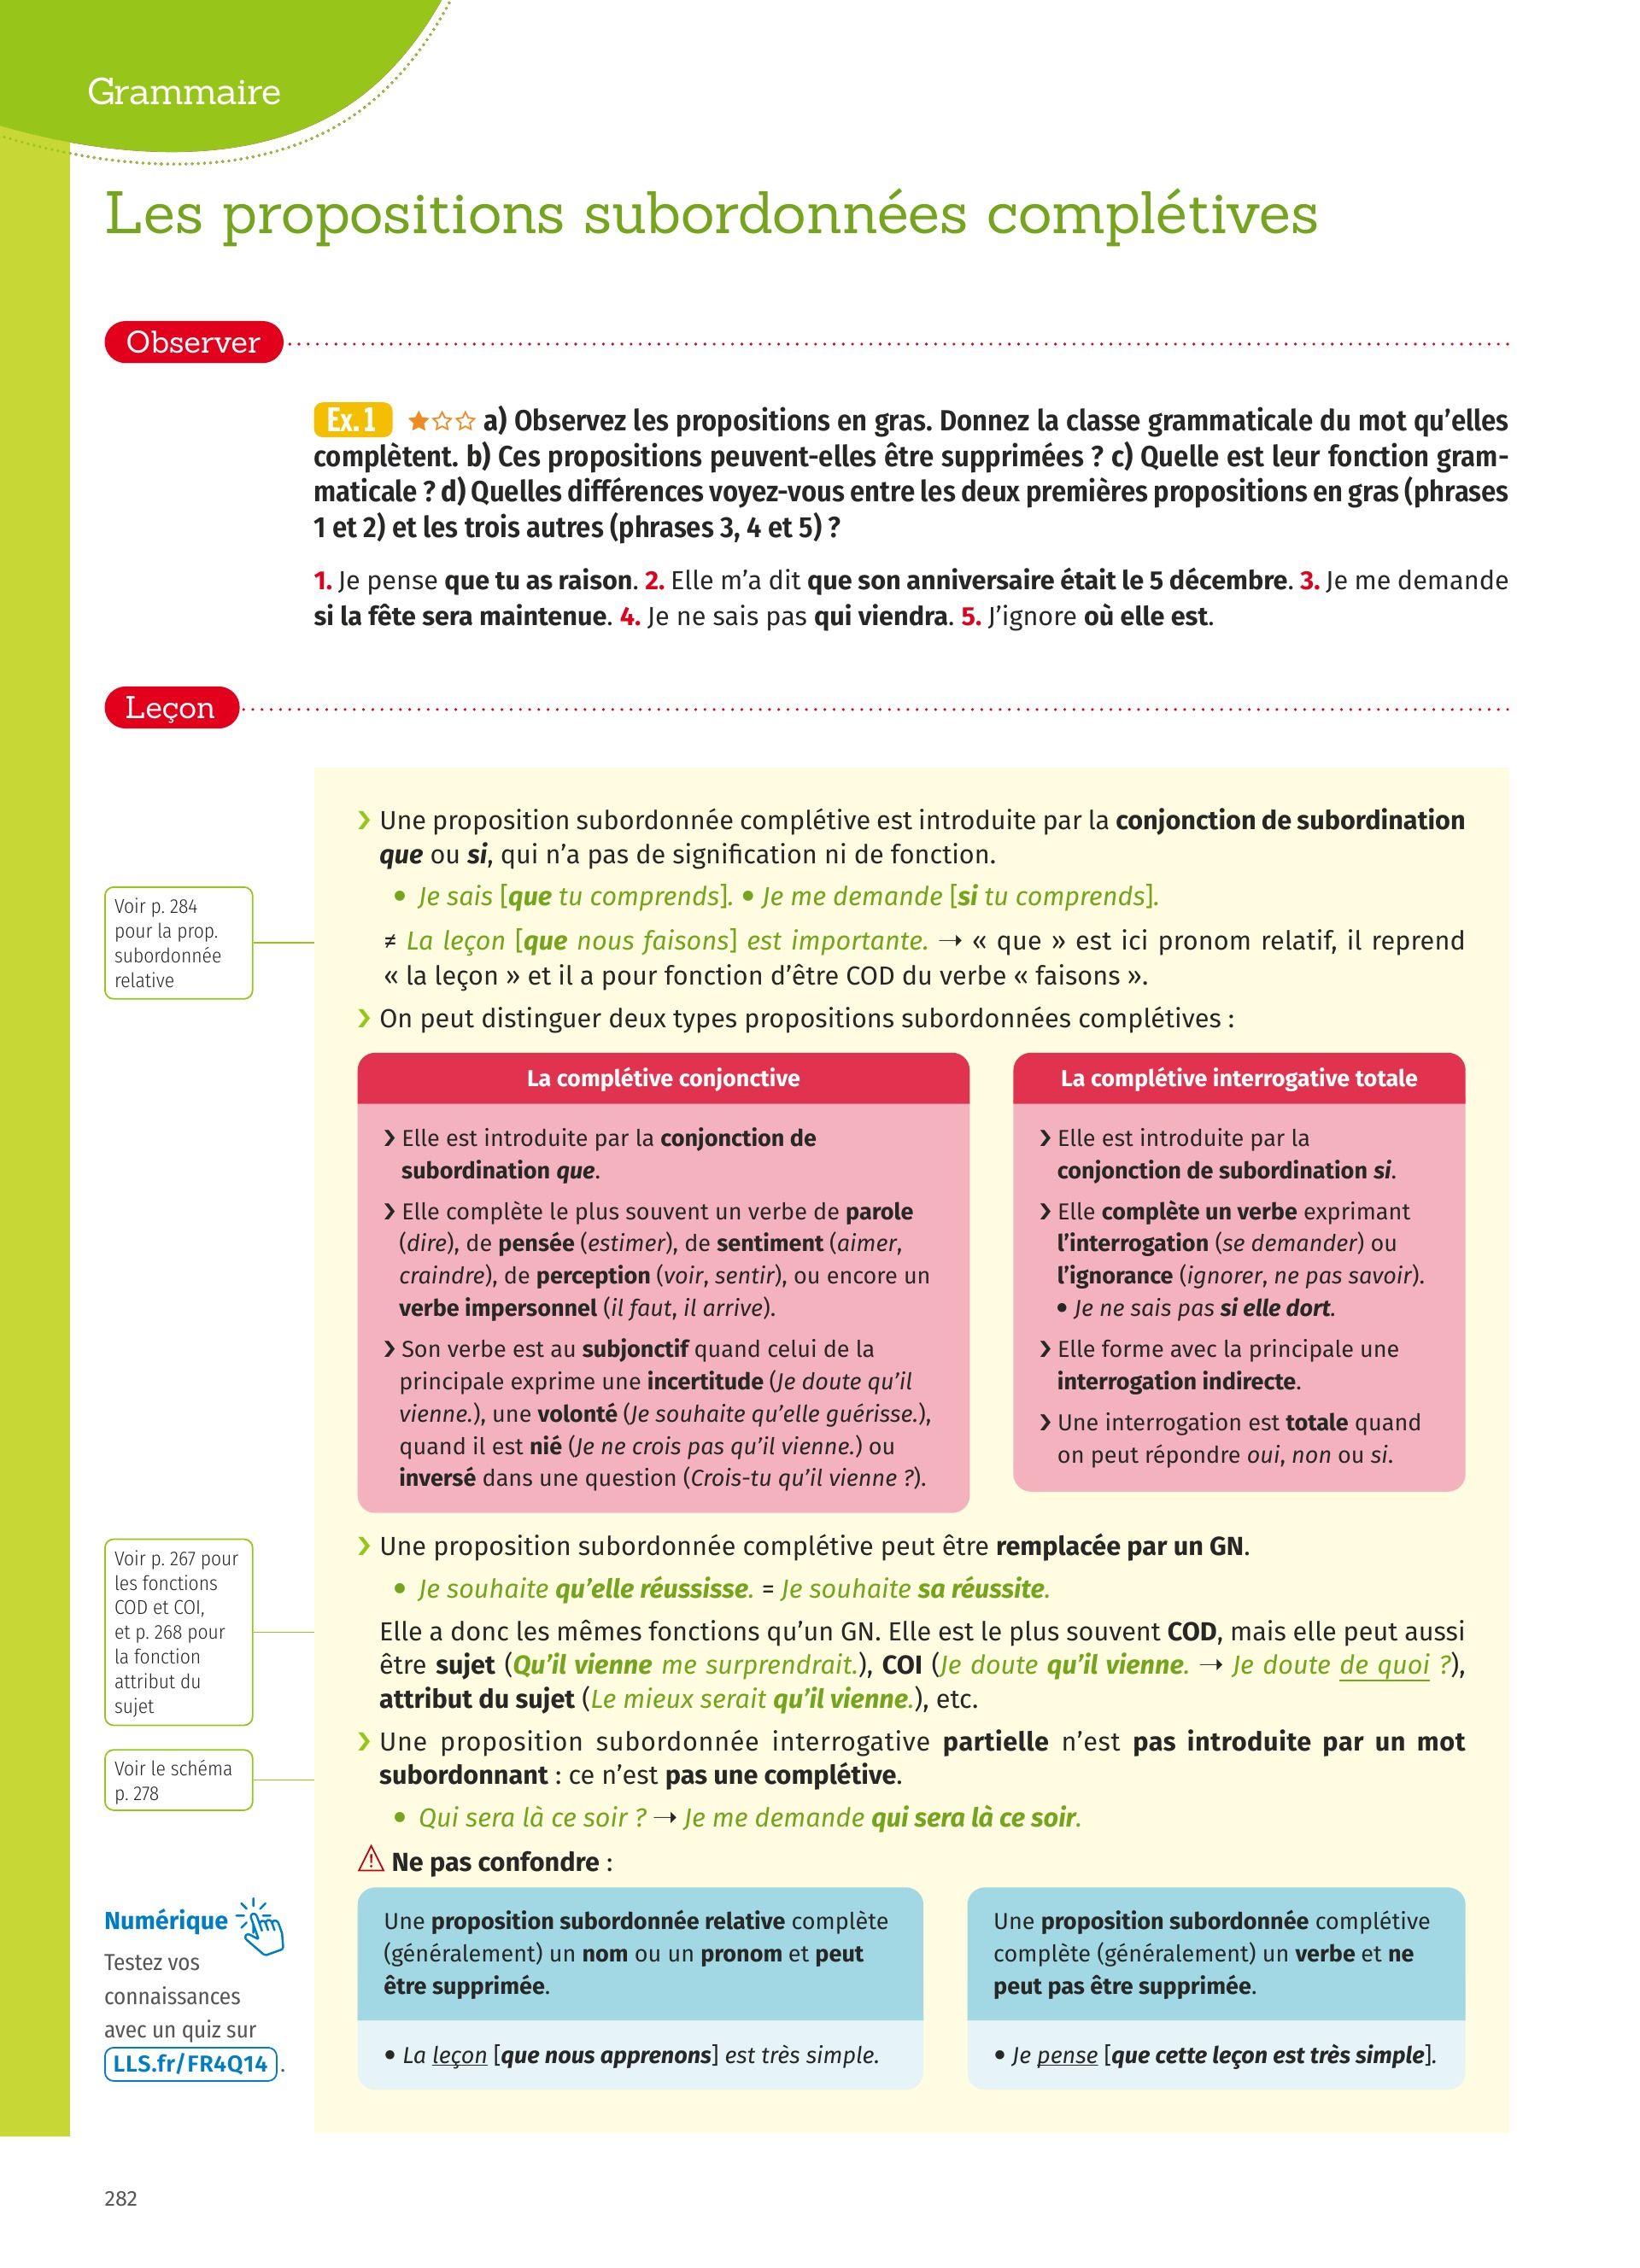 Grammaire
Les propositions subordonnées complétives
Observer
Ex. 1 ★☆☆ a) Observez les propositions en gras. Donnez la classe grammaticale du mot qu’elles
complètent. b) Ces propositions peuvent-elles être supprimées ? c) Quelle est leur fonction gram-
maticale ? d) Quelles différences voyez-vous entre les deux premières propositions en gras (phrases
1 et 2) et les trois autres (phrases 3, 4 et 5) ?
1. Je pense que tu as raison. 2. Elle m’a dit que son anniversaire était le 5 décembre. 3. Je me demande
si la fête sera maintenue. 4. Je ne sais pas qui viendra. 5. J’ignore où elle est.
Leçon
› Une proposition subordonnée complétive est introduite par la conjonction de subordination
que ou si, qui n’a pas de signification ni de fonction.
• Je sais [que tu comprends]. • Je me demande [si tu comprends].
≠ La leçon [que nous faisons] est importante. → « que » est ici pronom relatif, il reprend
« la leçon » et il a pour fonction d’être COD du verbe « faisons ».
Voir p. 284
pour la prop.
subordonnée
relative
› On peut distinguer deux types propositions subordonnées complétives :
La complétive conjonctive
› Elle est introduite par la conjonction de
subordination que.
› Elle complète le plus souvent un verbe de parole
(dire), de pensée (estimer), de sentiment (aimer,
craindre), de perception (voir, sentir), ou encore un
verbe impersonnel (il faut, il arrive).
› Son verbe est au subjonctif quand celui de la
principale exprime une incertitude (Je doute qu’il
vienne.), une volonté (Je souhaite qu’elle guérisse.),
quand il est nié (Je ne crois pas qu’il vienne.) ou
inversé dans une question (Crois-tu qu’il vienne ?).
La complétive interrogative totale
› Elle est introduite par la
conjonction de subordination si.
› Elle complète un verbe exprimant
l’interrogation (se demander) ou
l’ignorance (ignorer, ne pas savoir).
• Je ne sais pas si elle dort.
› Elle forme avec la principale une
interrogation indirecte.
› Une interrogation est totale quand
on peut répondre oui, non ou si.
› Une proposition subordonnée complétive peut être remplacée par un GN.
• Je souhaite qu’elle réussisse. = Je souhaite sa réussite.
Elle a donc les mêmes fonctions qu’un GN. Elle est le plus souvent COD, mais elle peut aussi
être sujet (Qu’il vienne me surprendrait.), COI (Je doute qu’il vienne. → Je doute de quoi ?),
attribut du sujet (Le mieux serait qu’il vienne.), etc.
Voir p. 267 pour
les fonctions
COD et COI,
et p. 268 pour
la fonction
attribut du
sujet
› Une proposition subordonnée interrogative partielle n’est pas introduite par un mot
subordonnant : ce n’est pas une complétive.
• Qui sera là ce soir ? → Je me demande qui sera là ce soir.
Voir le schéma
p. 278
⚠ Ne pas confondre :
Une proposition subordonnée relative complète
(généralement) un nom ou un pronom et peut
être supprimée.
• La leçon [que nous apprenons] est très simple.
Une proposition subordonnée complétive
complète (généralement) un verbe et ne
peut pas être supprimée.
• Je pense [que cette leçon est très simple].
Numérique
Testez vos
connaissances
avec un quiz sur
LLS.fr/FR4Q14 .
282